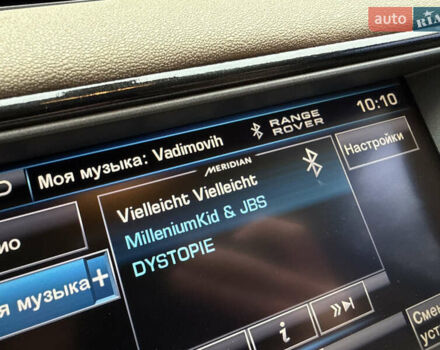 auto RIA
RANGE ROVER
10:10
Моя музыка: Vadimovih
MERIDIAN
Настройки
Vielleicht Vielleicht
MilleniumKid & JBS
DYSTOPIE
музыка
i